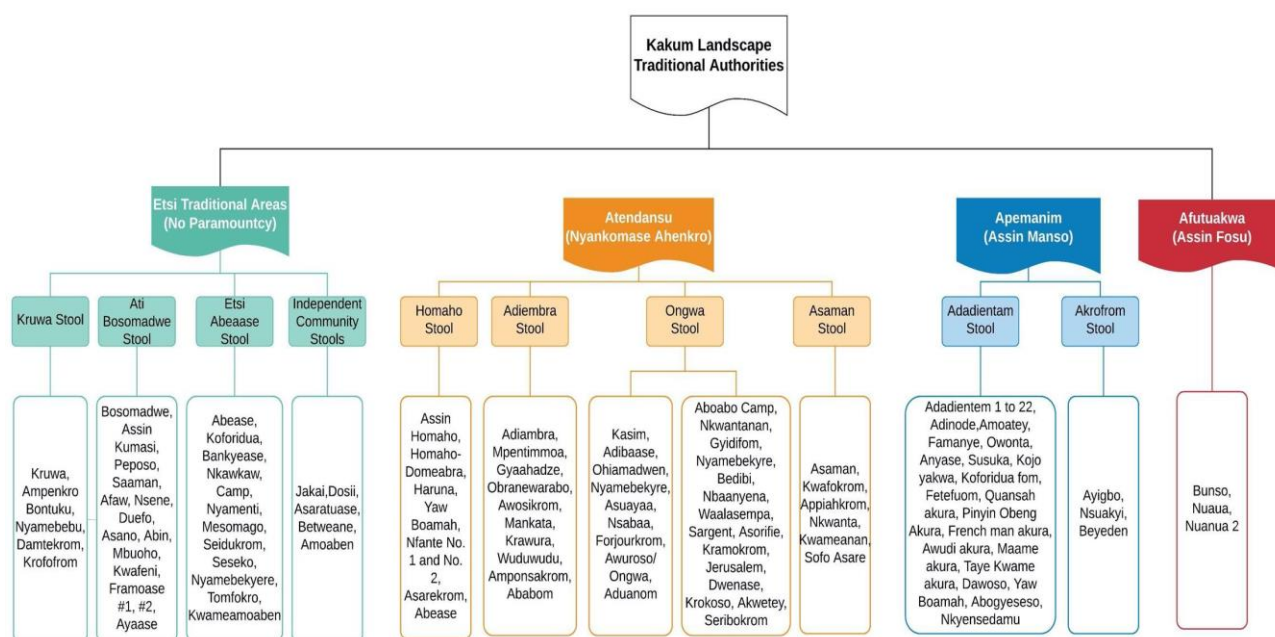 Kakum Landscape
Traditional Authorities
Etsi Traditional Areas
(No Paramountcy)
Atendansu
(Nyankomase Ahenkro)
Apemanim
(Assin Manso)
Afutuakwa
(Assin Fosu)
Kruwa Stool
Ati
Bosomadwe
Stool
Etsi
Abeaase
Stool
Independent
Community
Stools
Homaho
Stool
Adiembra
Stool
Ongwa
Stool
Asaman
Stool
Adadientam
Stool
Akrofrom
Stool
Kruwa,
Ampenkro
Bontuku,
Nyamebebu,
Damtekrom,
Krofofrom
Bosomadwe,
Assin
Kumasi,
Peposo,
Saaman,
Afaw, Nsene,
Duefo,
Asano, Abin,
Mbuoho,
Kwafeni,
Framoase
#1, #2,
Ayaase
Abease,
Koforidua,
Bankyease,
Nkawkaw,
Camp,
Nyamenti,
Mesomago,
Seidukrom,
Seseko,
Nyamebekyere,
Tomfokro,
Kwameamoaben
Jakai,Dosii,
Asaratuase,
Betweane,
Amoaben
Assin
Homaho,
Homaho-
Domeabra,
Haruna,
Yaw
Boamah,
Nfante No.
1 and No.
2,
Asarekrom,
Abease
Adiambra,
Mpentimmoa,
Gyaahadze,
Obranewarabo,
Awosikrom,
Mankata,
Krawura,
Wuduwudu,
Amponsakrom,
Ababom
Kasim,
Adibaase,
Ohiamadwen,
Nyamebekyre,
Asuayaa,
Nsabaa,
Forjourkrom,
Awuroso/
Ongwa,
Aduanom
Aboabo Camp,
Nkwantanan,
Gyidifom,
Nyamebekyre,
Bedibi,
Nbaanyena,
Waalasempa,
Sargent, Asorifie,
Kramokrom,
Jerusalem,
Dwenase,
Krokoso, Akwetey,
Seribokrom
Asaman,
Kwafokrom,
Appiahkrom,
Nkwanta,
Kwameanan,
Sofo Asare
Adadientem 1 to 22,
Adinode,Amoatey,
Famanye, Owonta,
Anyase, Susuka, Kojo
yakwa, Koforidua fom,
Fetefuom, Quansah
akura, Pinyin Obeng
Akura, French man akura,
Awudi akura, Maame
akura, Taye Kwame
akura, Dawoso, Yaw
Boamah, Abogyeseso,
Nkyensedamu
Ayigbo,
Nsuakyi,
Beyeden
Bunso,
Nuaua,
Nuanua 2